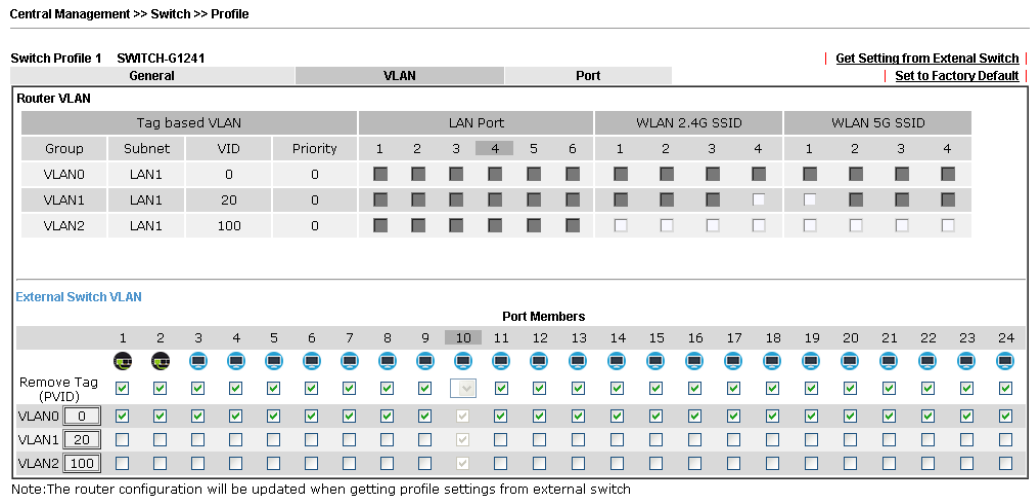 Central Management >> Switch >> Profile
Switch Profile 1 SWITCH-G1241
| Get Setting from Extenal Switch |
General VLAN Port
| Set to Factory Default |
Router VLAN
Tag based VLAN LAN Port WLAN 2.4G SSID WLAN 5G SSID
Group Subnet VID Priority 1 2 3 4 5 6 1 2 3 4 1 2 3 4
VLAN0 LAN1 0 0
VLAN1 LAN1 20 0
VLAN2 LAN1 100 0
External Switch VLAN
Port Members
1 2 3 4 5 6 7 8 9 10 11 12 13 14 15 16 17 18 19 20 21 22 23 24
Remove Tag
(PVID)
VLAN0 0
VLAN1 20
VLAN2 100
Note:The router configuration will be updated when getting profile settings from external switch